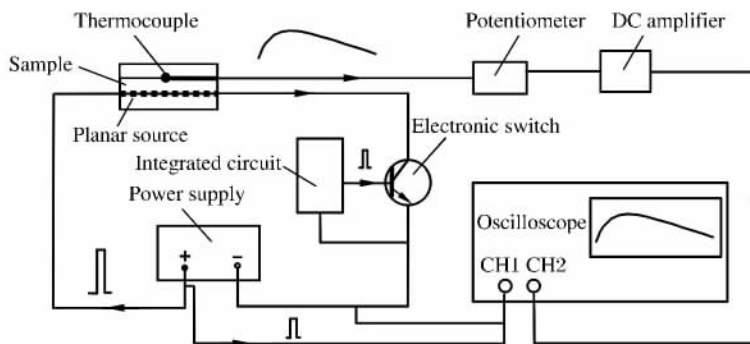 Thermocouple
Potentiometer
DC amplifier
Sample
Planar source
Electronic switch
Integrated circuit
Power supply
Oscilloscope
+
−
CH1 CH2